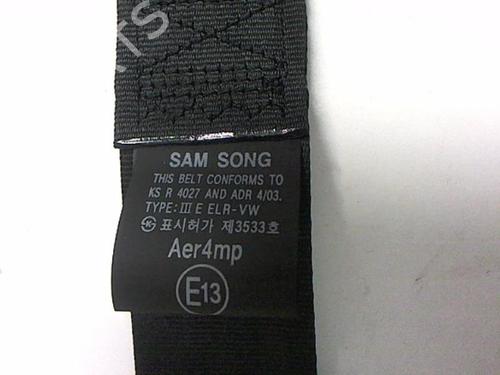 SAM SONG
THIS BELT CONFORMS TO
KS R 4027 AND ADR 4/03.
TYPE: III E ELR-VW
표시허가 제3533호
Aer4mp
E13